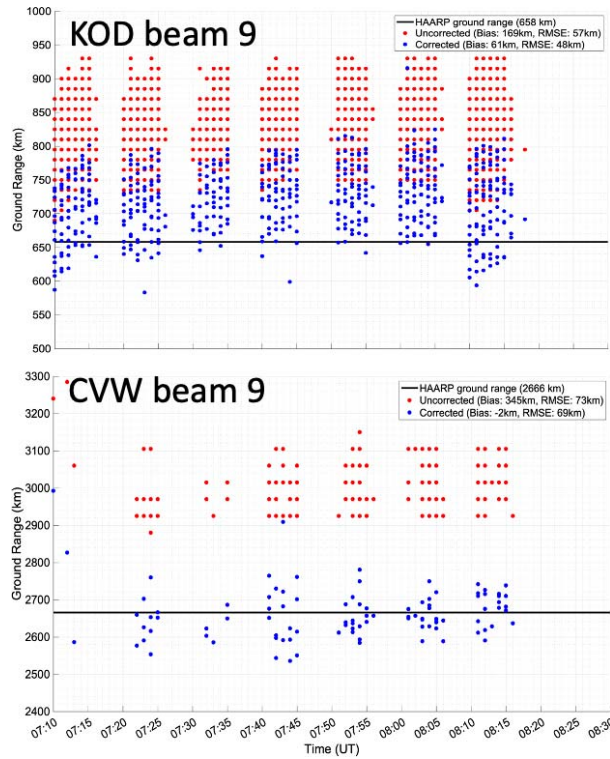 KOD beam 9
HAARP ground range (658 km)
Uncorrected (Bias: 169km, RMSE: 57km)
Corrected (Bias: 61km, RMSE: 48km)
Ground Range (km)
1000
950
900
850
800
750
700
650
600
550
500
CVW beam 9
HAARP ground range (2666 km)
Uncorrected (Bias: 345km, RMSE: 73km)
Corrected (Bias: -2km, RMSE: 69km)
Ground Range (km)
3300
3200
3100
3000
2900
2800
2700
2600
2500
2400
07:10 07:15 07:20 07:25 07:30 07:35 07:40 07:45 07:50 07:55 08:00 08:05 08:10 08:15 08:20 08:25 08:30
Time (UT)